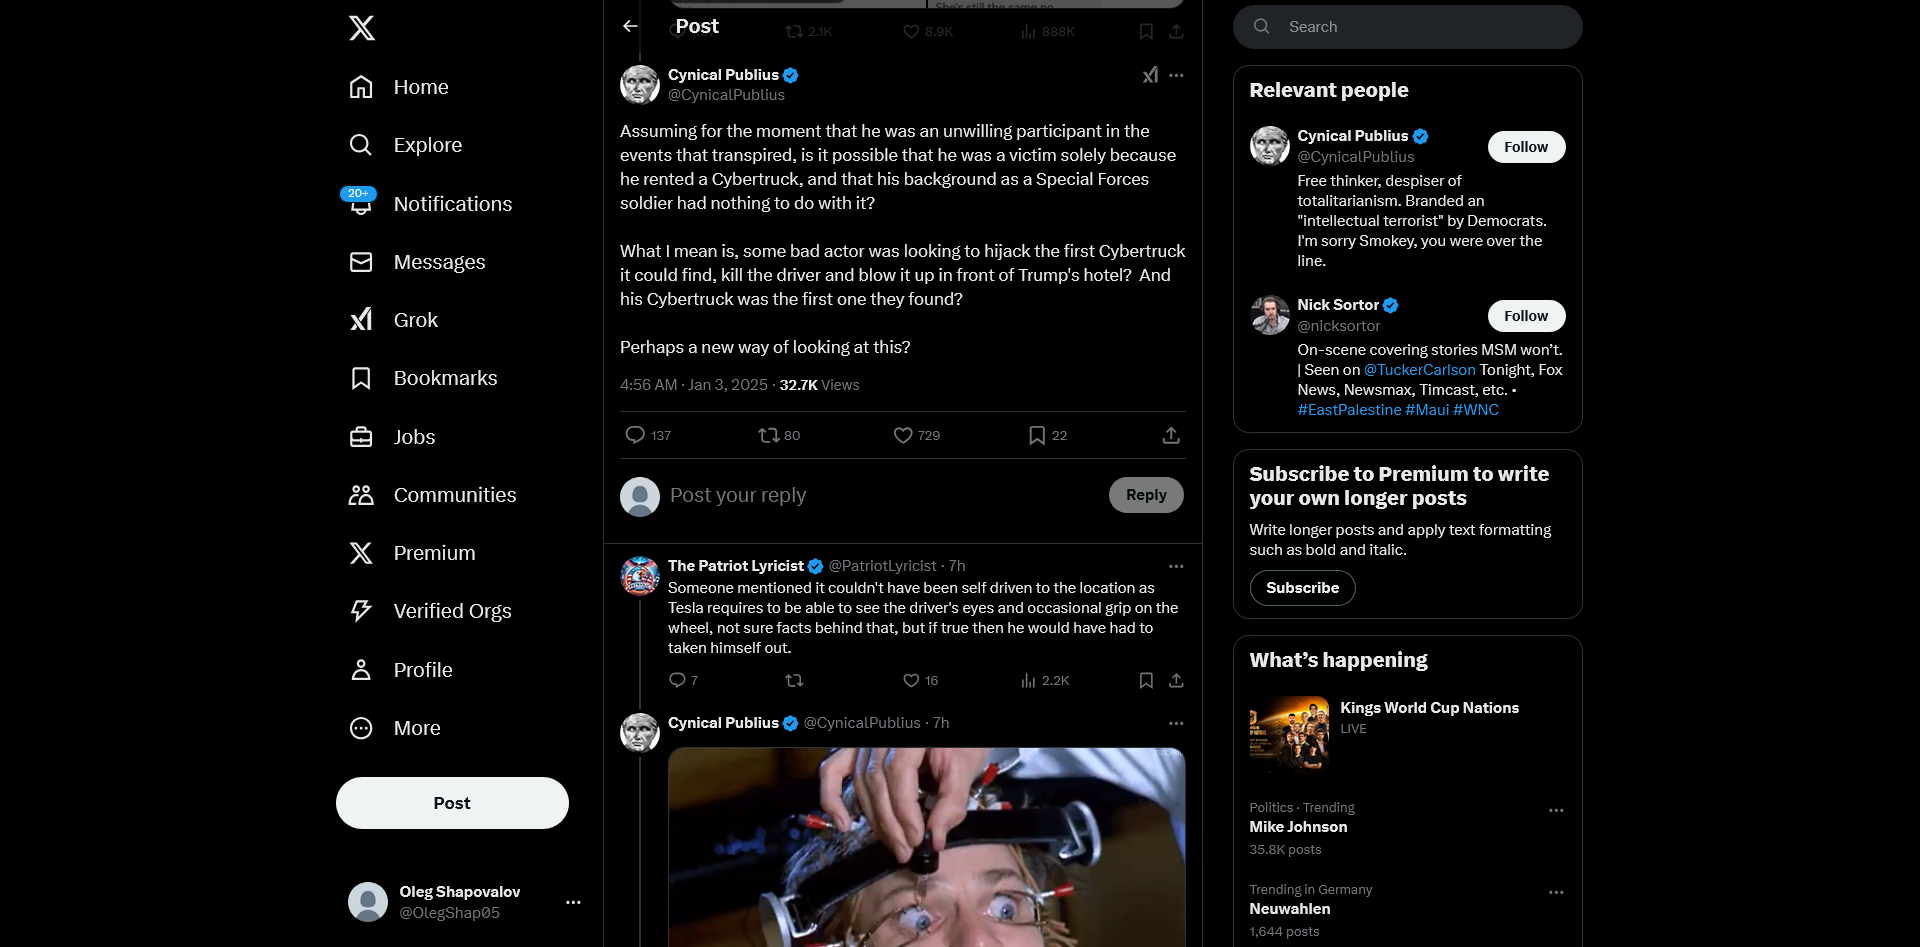 Home
Explore
20+
Notifications
Messages
Grok
Bookmarks
Jobs
Communities
Premium
Verified Orgs
Profile
More
Post
Oleg Shapovalov
@OlegShap05
She's still the same no
Post
2.1K 8.9K 888K
Cynical Publius
@CynicalPublius
Assuming for the moment that he was an unwilling participant in the
events that transpired, is it possible that he was a victim solely because
he rented a Cybertruck, and that his background as a Special Forces
soldier had nothing to do with it?
What I mean is, some bad actor was looking to hijack the first Cybertruck
it could find, kill the driver and blow it up in front of Trump's hotel?  And
his Cybertruck was the first one they found?
Perhaps a new way of looking at this?
4:56 AM · Jan 3, 2025 · 32.7K Views
137 80 729 22
Post your reply
Reply
The Patriot Lyricist @PatriotLyricist · 7h
Someone mentioned it couldn't have been self driven to the location as
Tesla requires to be able to see the driver's eyes and occasional grip on the
wheel, not sure facts behind that, but if true then he would have had to
taken himself out.
7 16 2.2K
Cynical Publius @CynicalPublius · 7h
Search
Relevant people
Cynical Publius
@CynicalPublius
Follow
Free thinker, despiser of
totalitarianism. Branded an
"intellectual terrorist" by Democrats.
I'm sorry Smokey, you were over the
line.
Nick Sortor
@nicksortor
Follow
On-scene covering stories MSM won’t.
| Seen on @TuckerCarlson Tonight, Fox
News, Newsmax, Timcast, etc. •
#EastPalestine #Maui #WNC
Subscribe to Premium to write
your own longer posts
Write longer posts and apply text formatting
such as bold and italic.
Subscribe
What’s happening
Kings World Cup Nations
LIVE
Politics · Trending
Mike Johnson
35.8K posts
Trending in Germany
Neuwahlen
1,644 posts